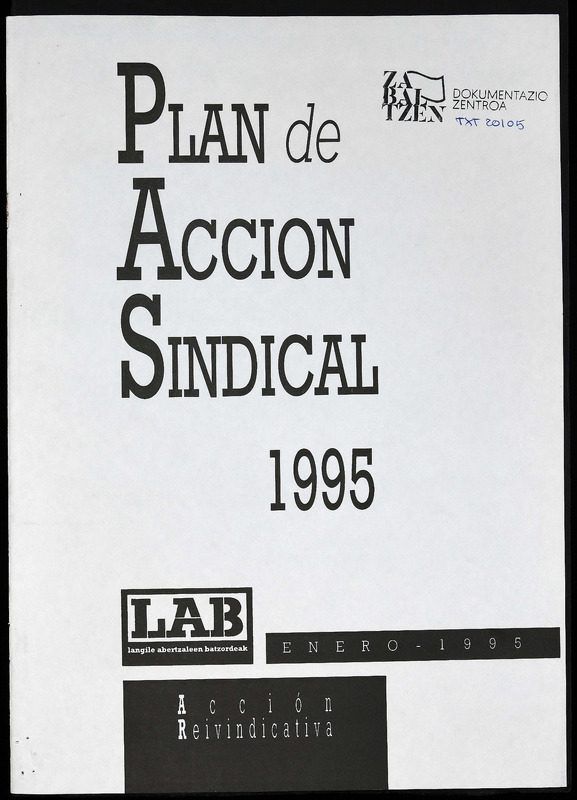 PLAN de
ACCION
SINDICAL
1995
ZA
BAL
TZEN
DOKUMENTAZIO
ZENTROA
TXT 20105
LAB
langile abertzaleen batzordeak
ENERO-1995
Acción
Reivindicativa